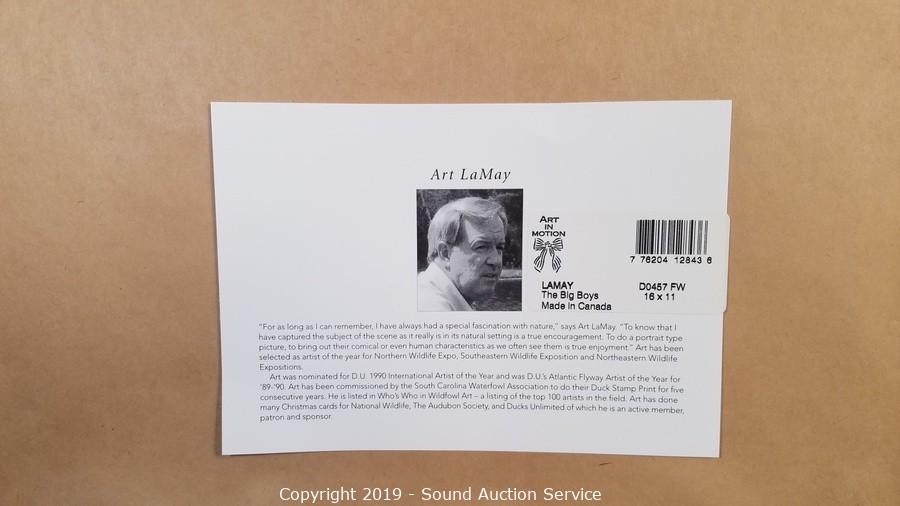 Art LaMay
ART
IN
MOTION
7 76204 12843 6
LAMAY
The Big Boys
Made in Canada
D0457 FW
16 x 11
"For as long as I can remember, I have always had a special fascination with nature," says Art LaMay. "To know that I
have captured the subject of the scene as it really is in its natural setting is a true encouragement. To do a portrait type
picture, to bring out their comical or even human characteristics as we often see them is true enjoyment." Art has been
selected as artist of the year for Northern Wildlife Expo, Southeastern Wildlife Exposition and Northeastern Wildlife
Expositions.
Art was nominated for D.U. 1990 International Artist of the Year and was D.U.'s Atlantic Flyway Artist of the Year for
'89-'90. Art has been commissioned by the South Carolina Waterfowl Association to do their Duck Stamp Print for five
consecutive years. He is listed in Who's Who in Wildfowl Art – a listing of the top 100 artists in the field. Art has done
many Christmas cards for National Wildlife, The Audubon Society, and Ducks Unlimited of which he is an active member,
patron and sponsor.
Copyright 2019 - Sound Auction Service